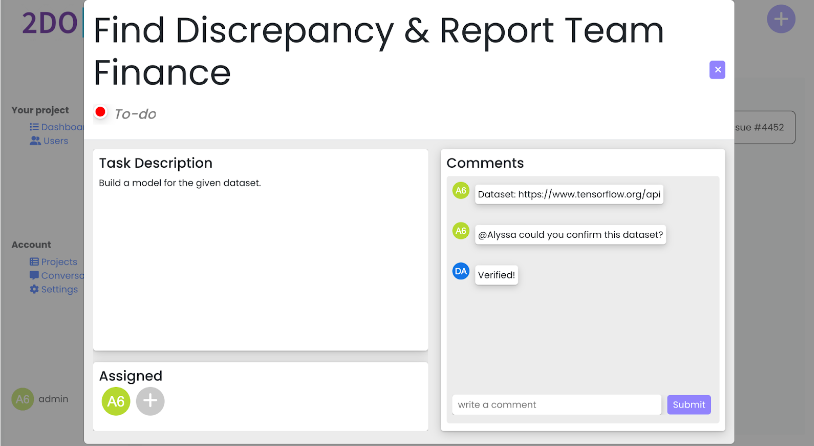 2DO
Find Discrepancy & Report Team
Finance
×
To-do
Your project
Dashboa
Users
sue #4452
Task Description
Build a model for the given dataset.
Comments
A6
Dataset: https://www.tensorflow.org/api
A6
@Alyssa could you confirm this dataset?
DA
Verified!
Account
Projects
Conversa
Settings
Assigned
A6
+
A6 admin
write a comment
Submit
+